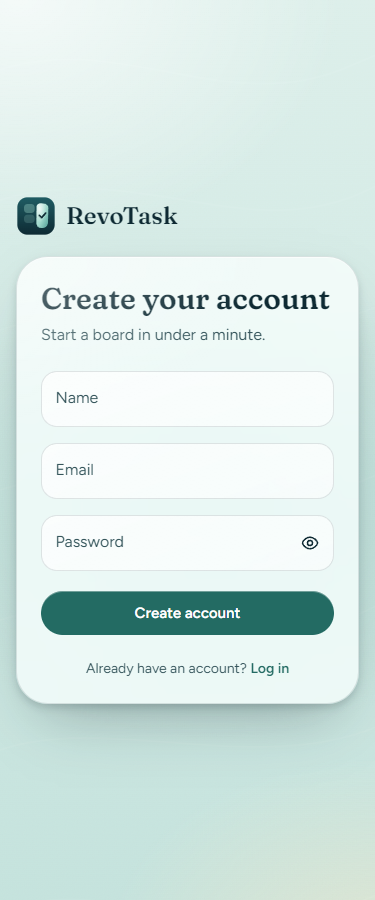 RevoTask
Create your account
Start a board in under a minute.
Name
Email
Password
Create account
Already have an account? Log in